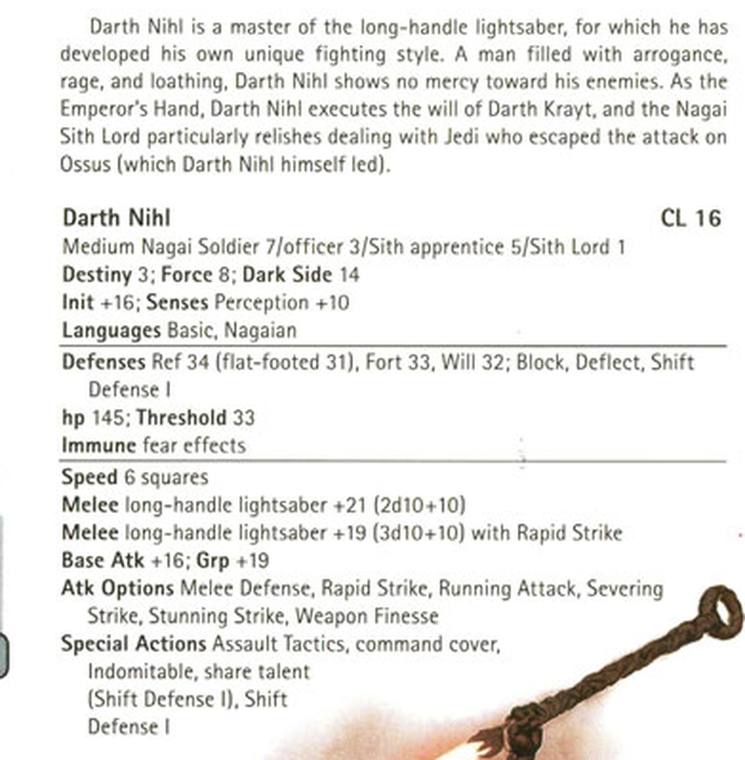 Darth Nihl is a master of the long-handle lightsaber, for which he has
developed his own unique fighting style. A man filled with arrogance,
rage, and loathing, Darth Nihl shows no mercy toward his enemies. As the
Emperor's Hand, Darth Nihl executes the will of Darth Krayt, and the Nagai
Sith Lord particularly relishes dealing with Jedi who escaped the attack on
Ossus (which Darth Nihl himself led).
Darth Nihl CL 16
Medium Nagai Soldier 7/officer 3/Sith apprentice 5/Sith Lord 1
Destiny 3; Force 8; Dark Side 14
Init +16; Senses Perception +10
Languages Basic, Nagaian
Defenses Ref 34 (flat-footed 31), Fort 33, Will 32; Block, Deflect, Shift
Defense I
hp 145; Threshold 33
Immune fear effects
Speed 6 squares
Melee long-handle lightsaber +21 (2d10+10)
Melee long-handle lightsaber +19 (3d10+10) with Rapid Strike
Base Atk +16; Grp +19
Atk Options Melee Defense, Rapid Strike, Running Attack, Severing
Strike, Stunning Strike, Weapon Finesse
Special Actions Assault Tactics, command cover,
Indomitable, share talent
(Shift Defense I), Shift
Defense I